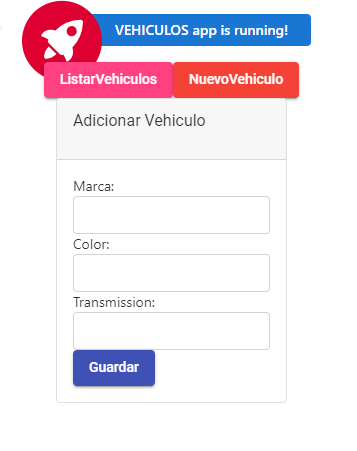 VEHICULOS app is running!
ListarVehiculos NuevoVehiculo
Adicionar Vehiculo
Marca:
Color:
Transmission:
Guardar